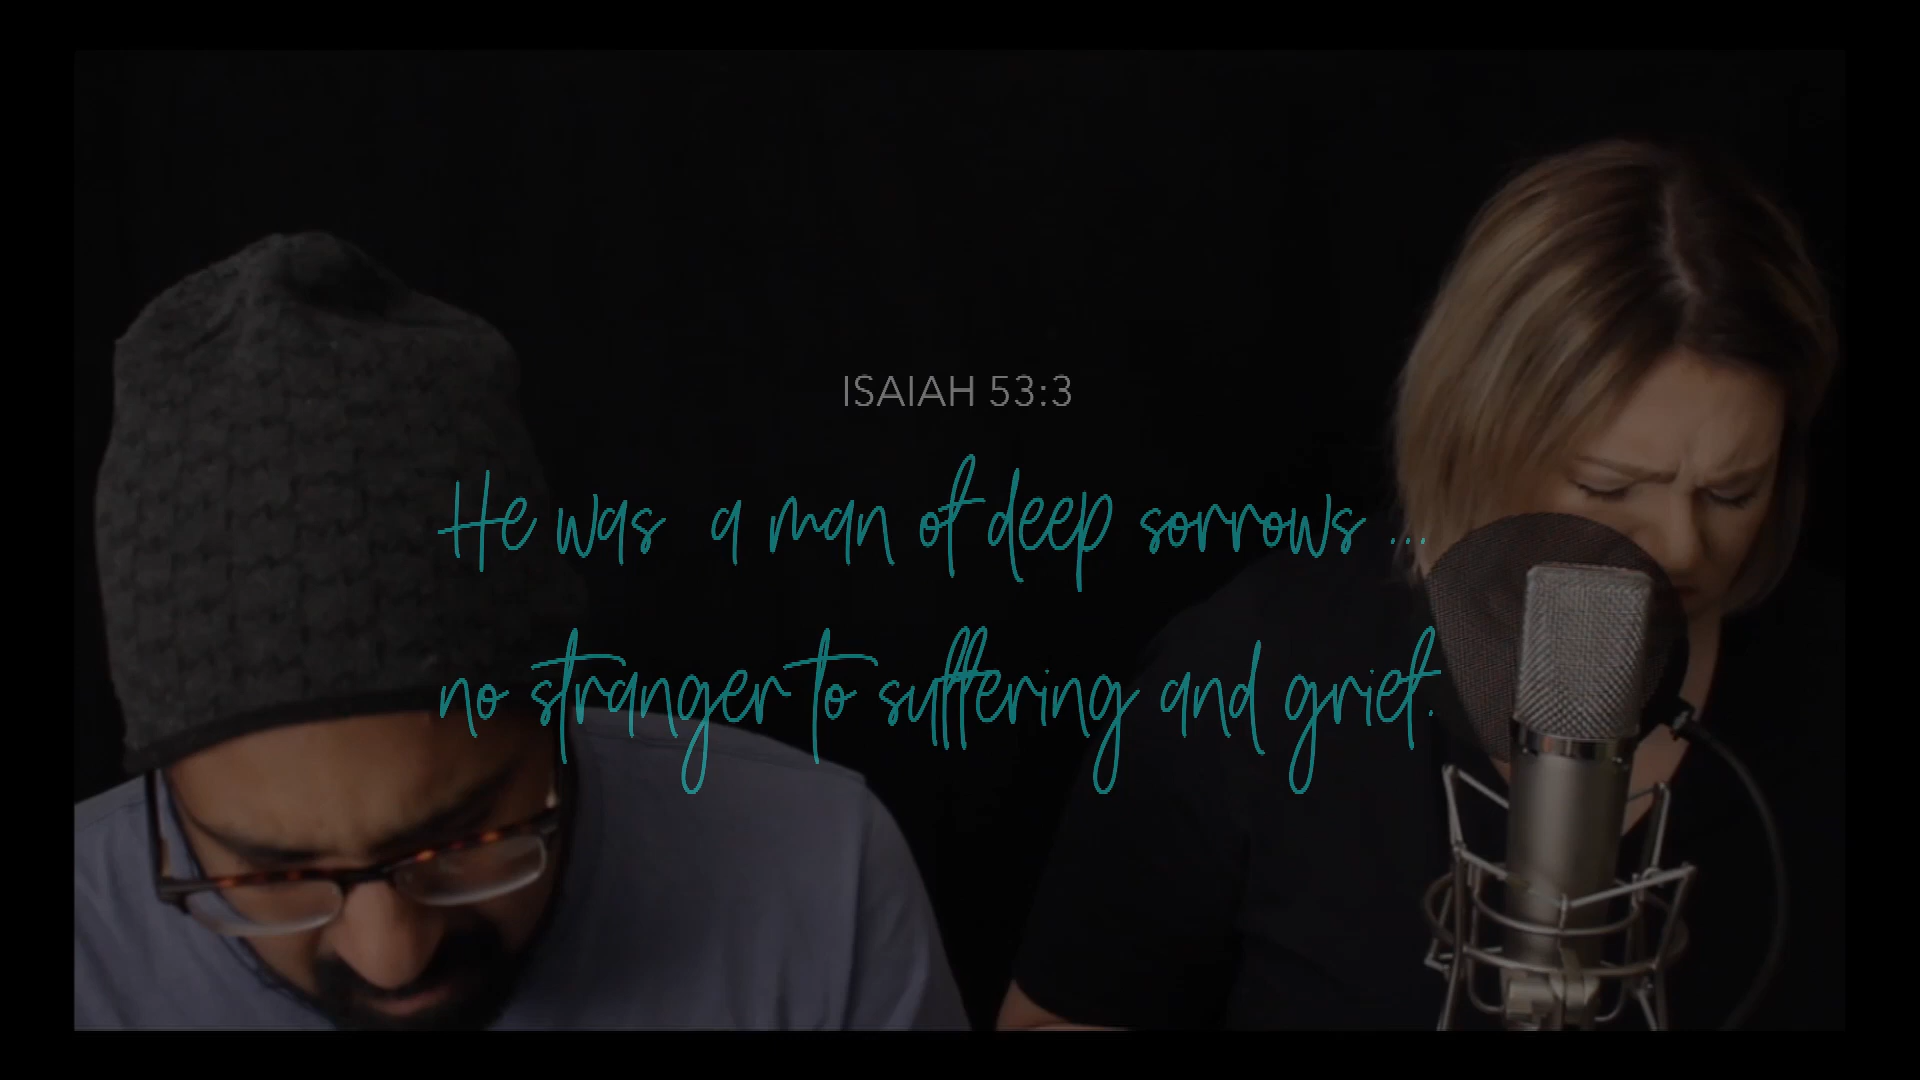 ISAIAH 53:3
He was a man of deep sorrows ...
no stranger to suffering and grief.